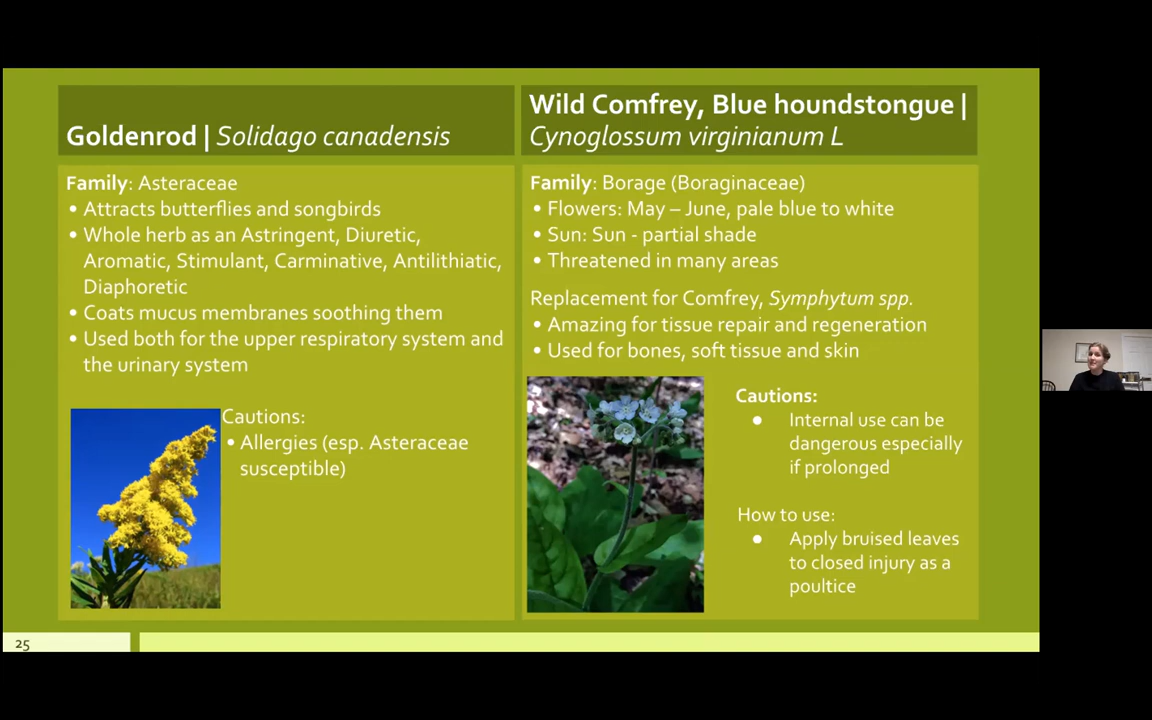 Goldenrod | Solidago canadensis
Family: Asteraceae
• Attracts butterflies and songbirds
• Whole herb as an Astringent, Diuretic,
Aromatic, Stimulant, Carminative, Antilithiatic,
Diaphoretic
• Coats mucus membranes soothing them
• Used both for the upper respiratory system and
the urinary system
Cautions:
• Allergies (esp. Asteraceae
susceptible)
Wild Comfrey, Blue houndstongue |
Cynoglossum virginianum L
Family: Borage (Boraginaceae)
• Flowers: May – June, pale blue to white
• Sun: Sun - partial shade
• Threatened in many areas
Replacement for Comfrey, Symphytum spp.
• Amazing for tissue repair and regeneration
• Used for bones, soft tissue and skin
Cautions:
● Internal use can be
dangerous especially
if prolonged
How to use:
● Apply bruised leaves
to closed injury as a
poultice
25